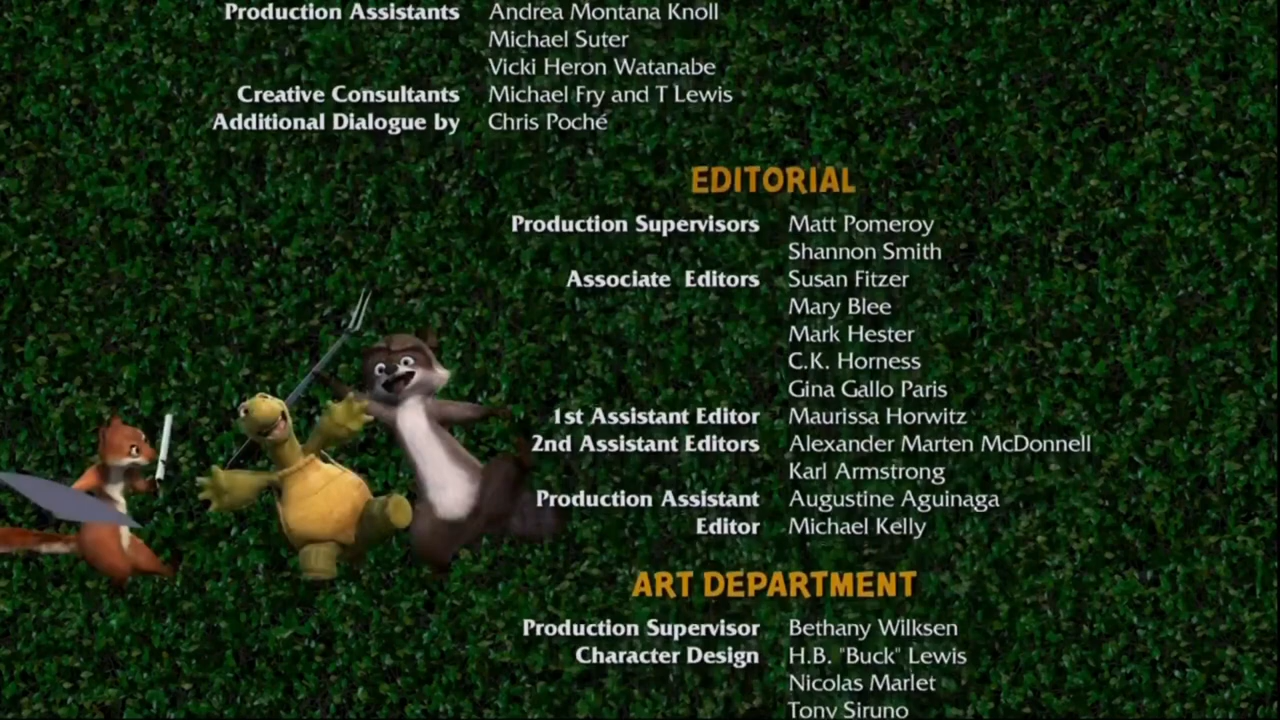 Production Assistants Andrea Montana Knoll
Michael Suter
Vicki Heron Watanabe
Creative Consultants Michael Fry and T Lewis
Additional Dialogue by Chris Poché
EDITORIAL
Production Supervisors Matt Pomeroy
Shannon Smith
Associate Editors Susan Fitzer
Mary Blee
Mark Hester
C.K. Horness
Gina Gallo Paris
1st Assistant Editor Maurissa Horwitz
2nd Assistant Editors Alexander Marten McDonnell
Karl Armstrong
Production Assistant Augustine Aguinaga
Editor Michael Kelly
ART DEPARTMENT
Production Supervisor Bethany Wilksen
Character Design H.B. "Buck" Lewis
Nicolas Marlet
Tony Siruno